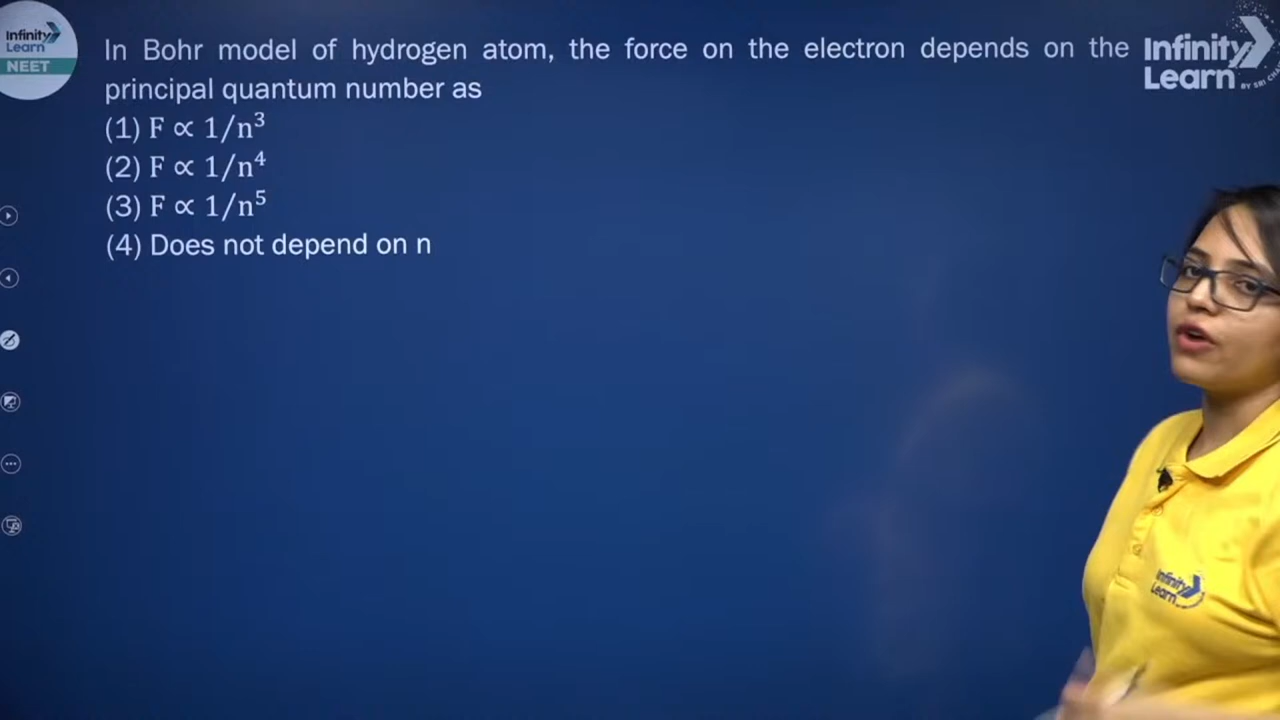 Infinity
Learn
NEET
In Bohr model of hydrogen atom, the force on the electron depends on the
principal quantum number as
(1) F ∝ 1/n³
(2) F ∝ 1/n⁴
(3) F ∝ 1/n⁵
(4) Does not depend on n
Infinity
Learn
BY SRI
Infinity
Learn